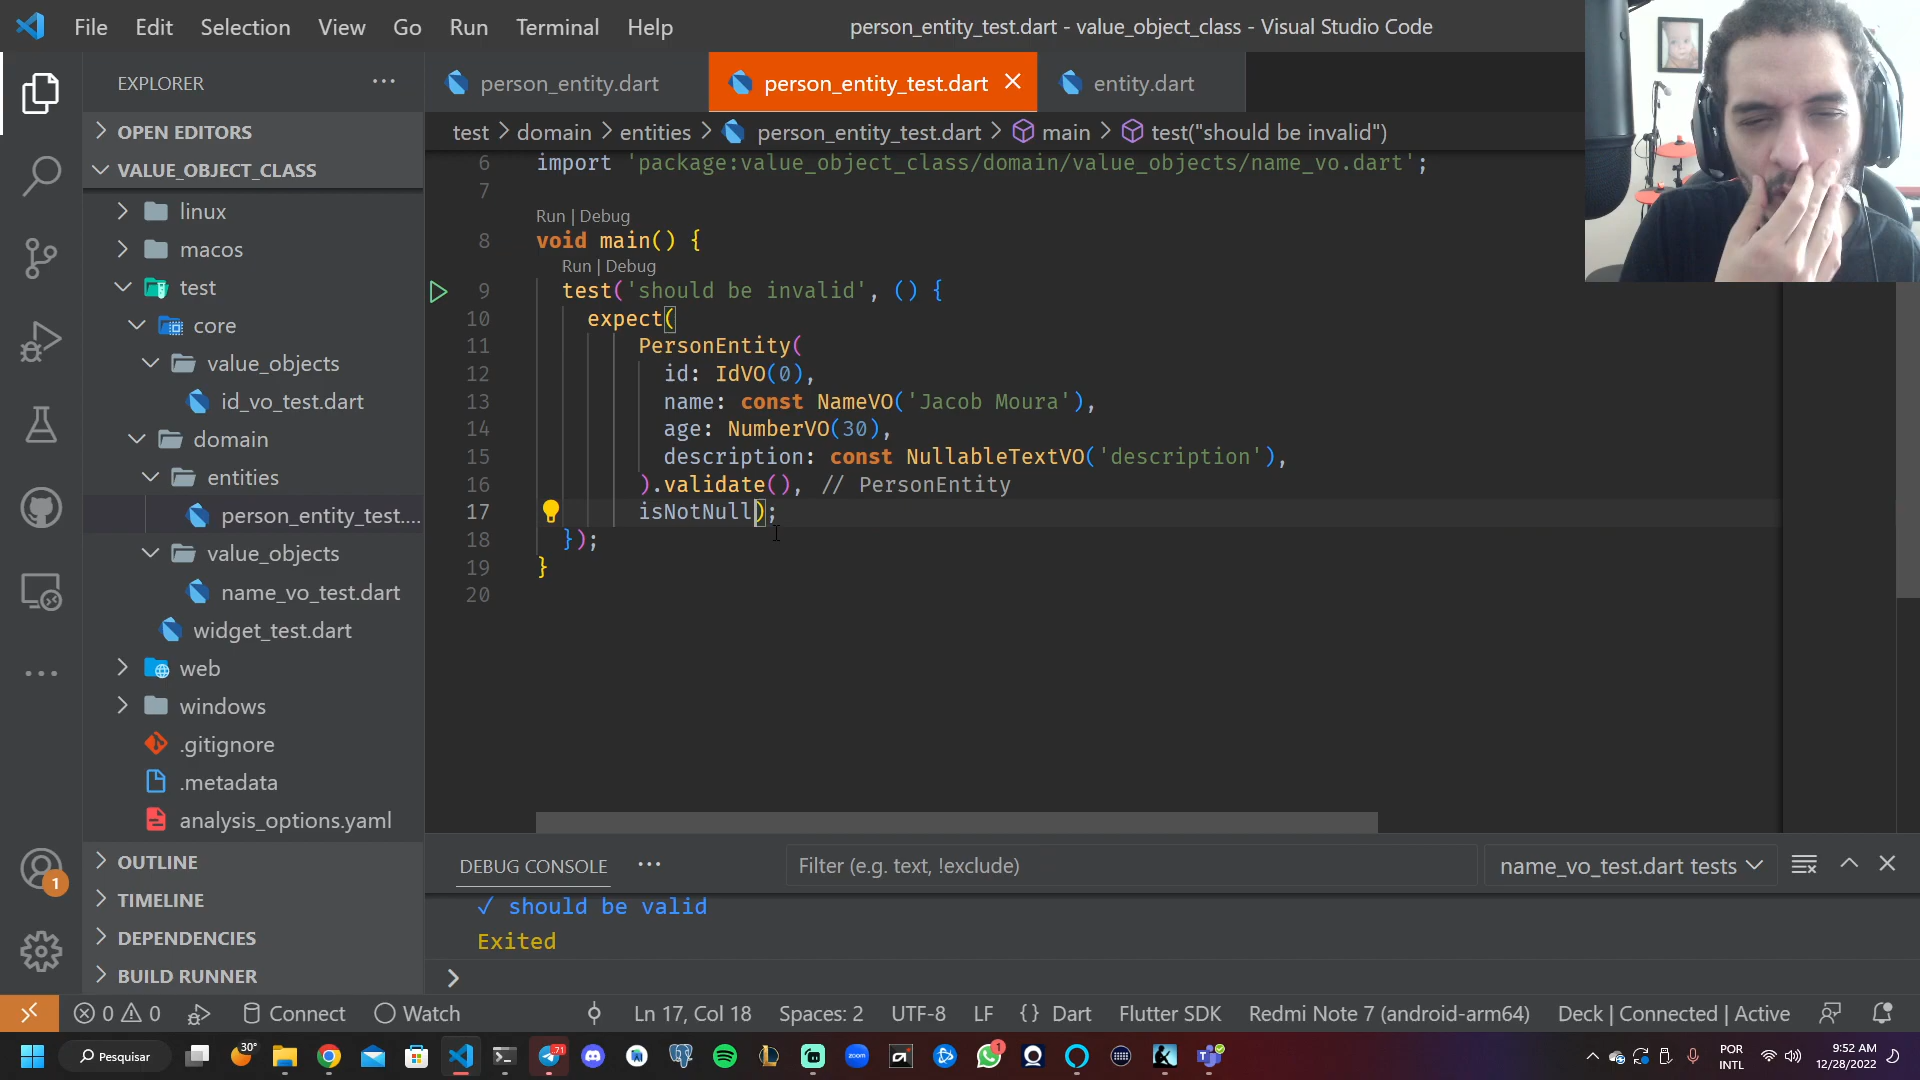 File Edit Selection View Go Run Terminal Help
person_entity_test.dart - value_object_class - Visual Studio Code
EXPLORER
person_entity.dart
person_entity_test.dart
entity.dart
OPEN EDITORS
VALUE_OBJECT_CLASS
test > domain > entities > person_entity_test.dart > main > test("should be invalid")
linux
macos
test
core
value_objects
id_vo_test.dart
domain
entities
person_entity_test....
value_objects
name_vo_test.dart
widget_test.dart
web
windows
.gitignore
.metadata
analysis_options.yaml
OUTLINE
TIMELINE
DEPENDENCIES
BUILD RUNNER
1
6 import 'package:value_object_class/domain/value_objects/name_vo.dart';
7
Run | Debug
8 void main() {
Run | Debug
9 test('should be invalid', () {
10 expect(
11 PersonEntity(
12 id: IdVO(0),
13 name: const NameVO('Jacob Moura'),
14 age: NumberVO(30),
15 description: const NullableTextVO('description'),
16 ).validate(), // PersonEntity
17 isNotNull);
18 });
19 }
20
DEBUG CONSOLE
Filter (e.g. text, !exclude)
name_vo_test.dart tests
✓ should be valid
Exited
>
0 0 Connect Watch Ln 17, Col 18 Spaces: 2 UTF-8 LF {} Dart Flutter SDK Redmi Note 7 (android-arm64) Deck | Connected | Active
Pesquisar
30°
71
zoom
1
POR
INTL
9:52 AM
12/28/2022